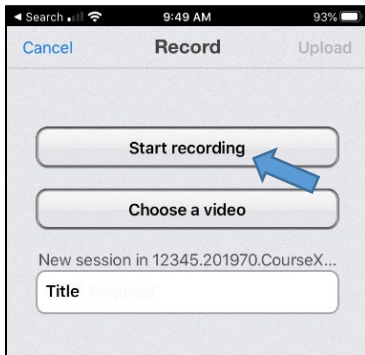 ◄ Search 9:49 AM 93%
Cancel Record Upload
Start recording
Choose a video
New session in 12345.201970.CourseX...
Title Required